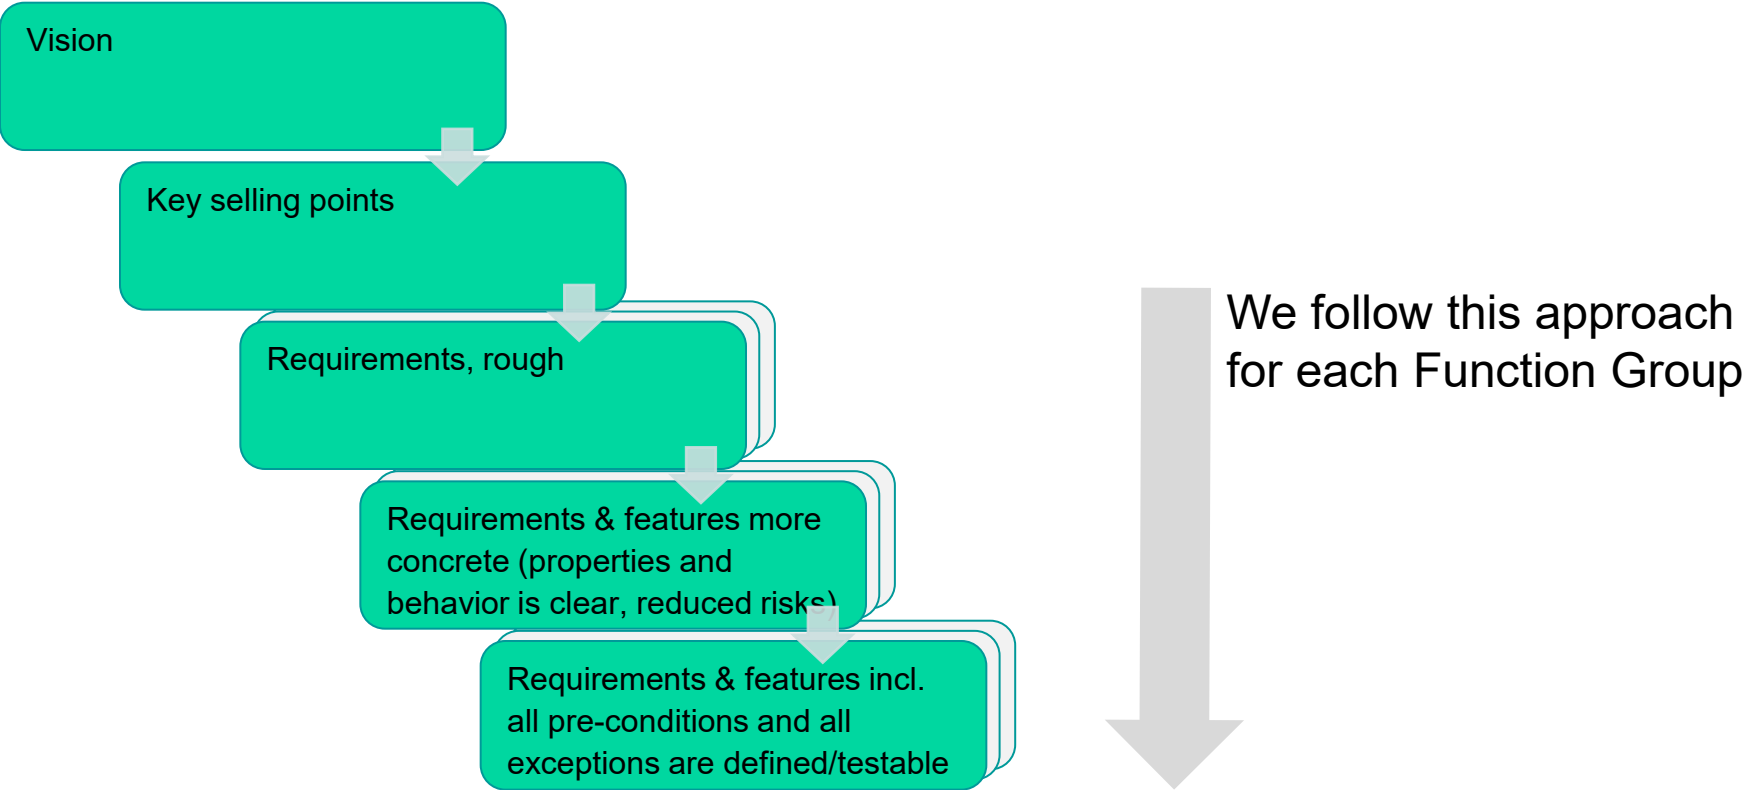 Vision
Key selling points
Requirements, rough
Requirements & features more
concrete (properties and
behavior is clear, reduced risks)
Requirements & features incl.
all pre-conditions and all
exceptions are defined/testable
We follow this approach
for each Function Group